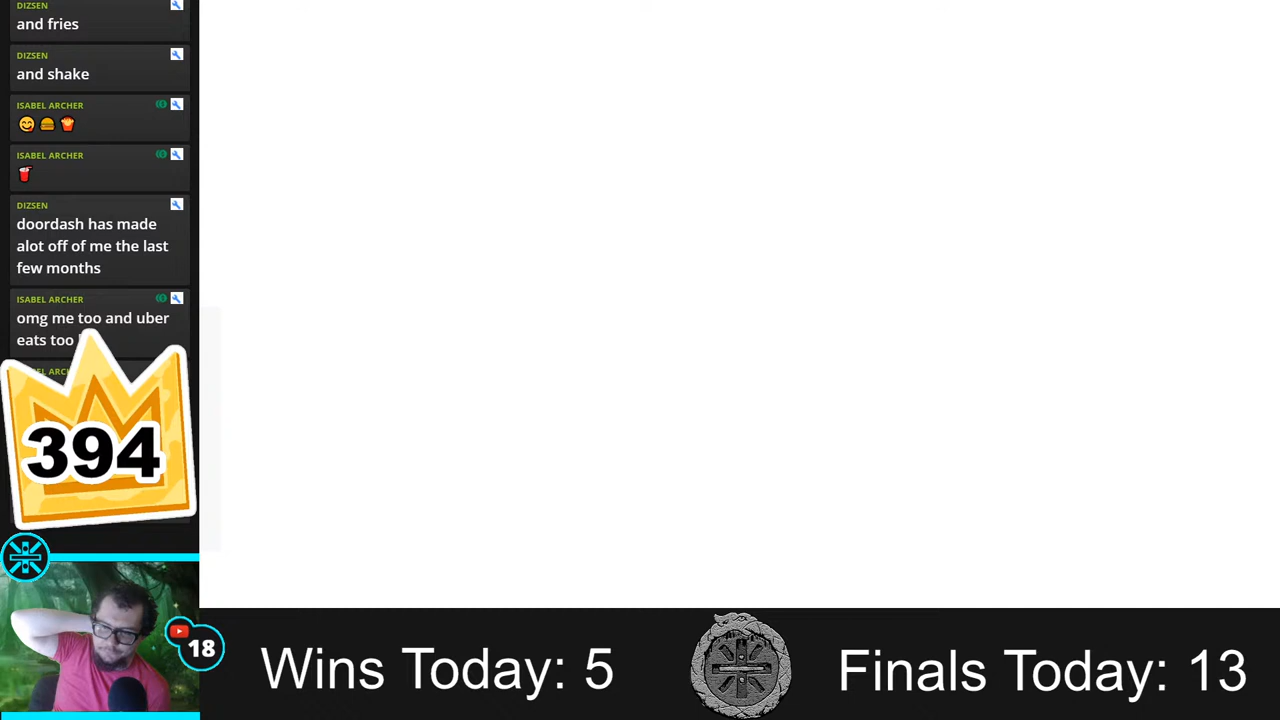 DIZSEN
and fries
DIZSEN
and shake
ISABEL ARCHER
ISABEL ARCHER
DIZSEN
doordash has made
alot off of me the last
few months
ISABEL ARCHER
omg me too and uber
eats too
394
18
Wins Today: 5
Finals Today: 13